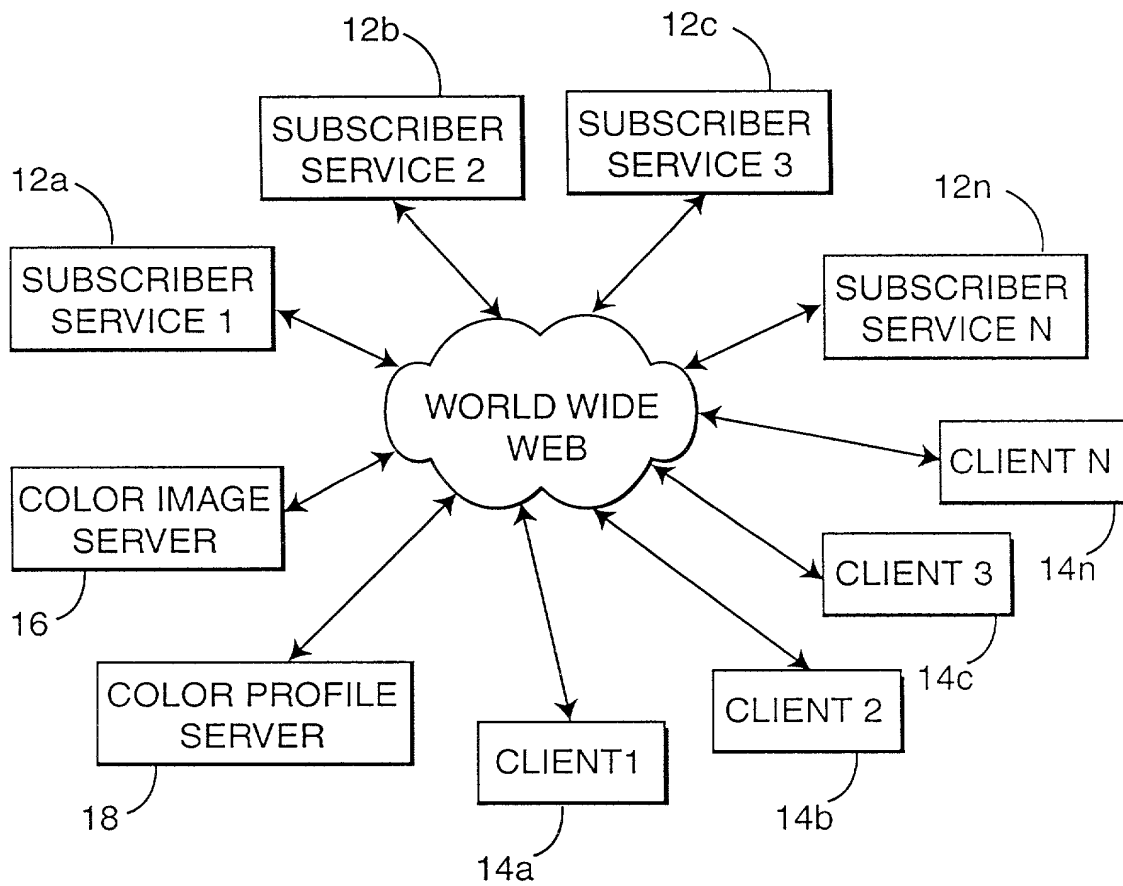 12b
12c
SUBSCRIBER
SERVICE 2
SUBSCRIBER
SERVICE 3
12a
12n
SUBSCRIBER
SERVICE 1
SUBSCRIBER
SERVICE N
WORLD WIDE
WEB
CLIENT N
COLOR IMAGE
SERVER
CLIENT 3
14n
16
14c
COLOR PROFILE
SERVER
CLIENT 2
CLIENT1
18
14b
14a